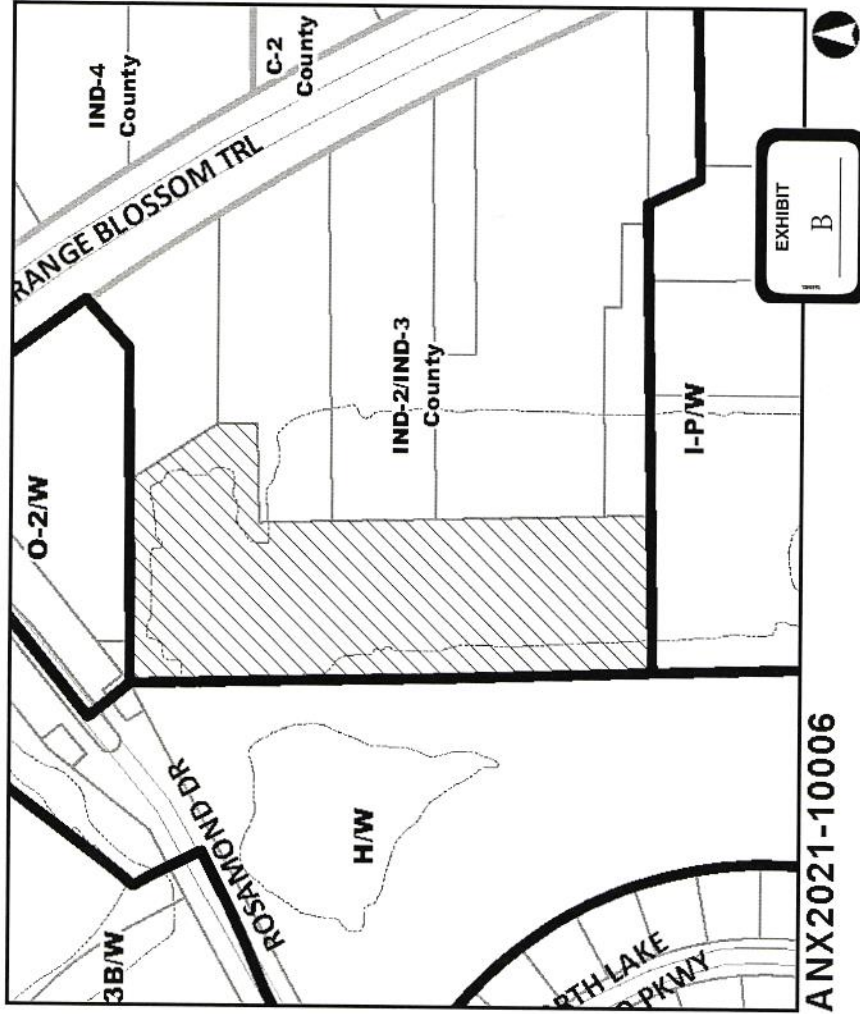 IND-4
County
C-2
County
RANGE BLOSSOM TRL
O-2/W
IND-2/IND-3
County
I-P/W
ROSAMOND DR
H/W
3B/W
RTH LAKE
O PKWY
EXHIBIT
B
ANX2021-10006